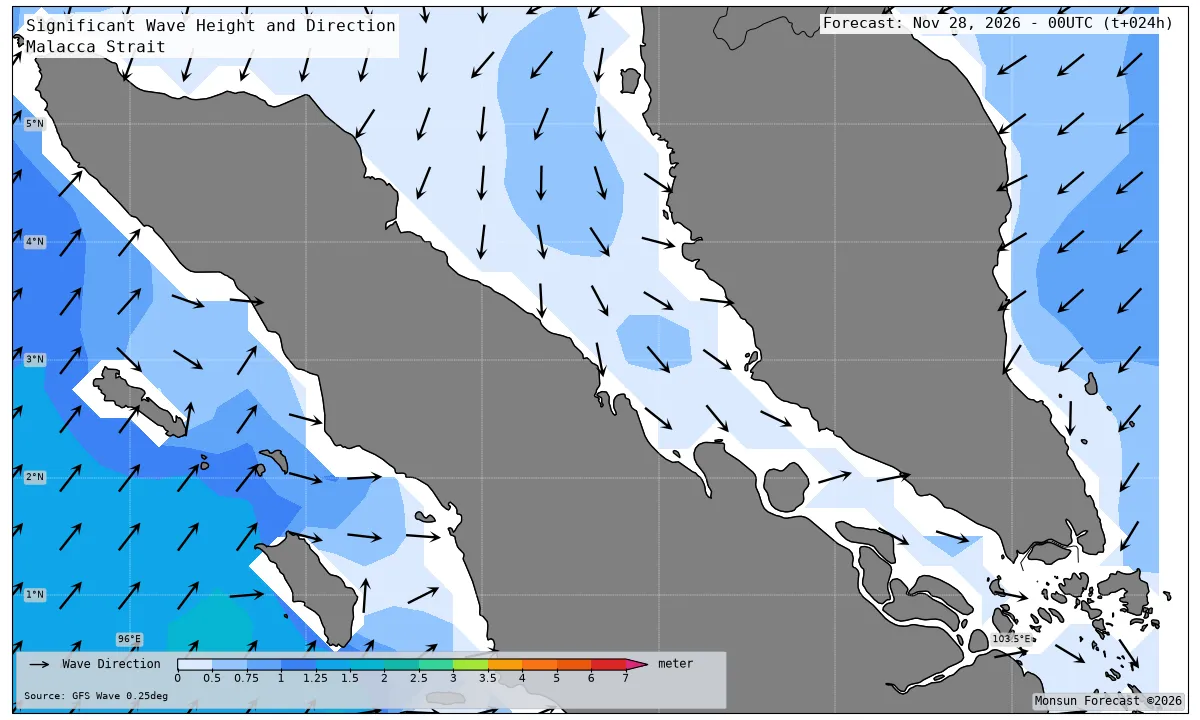 Significant Wave Height and Direction
Malacca Strait
Forecast: Nov 28, 2026 - 00UTC (t+024h)
5°N
4°N
3°N
2°N
1°N
96°E
103.5°E
Wave Direction
meter
0 0.5 0.75 1 1.25 1.5 2 2.5 3 3.5 4 5 6 7
Source: GFS Wave 0.25deg
Monsun Forecast ©2026